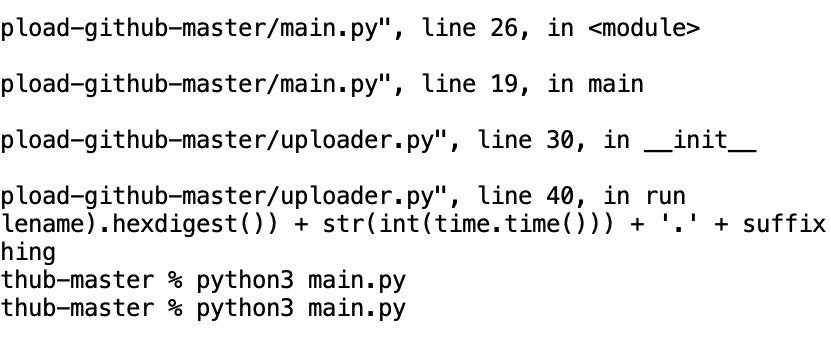 pload-github-master/main.py", line 26, in <module>
pload-github-master/main.py", line 19, in main
pload-github-master/uploader.py", line 30, in __init__
pload-github-master/uploader.py", line 40, in run
lename).hexdigest()) + str(int(time.time())) + '.' + suffix
hing
thub-master % python3 main.py
thub-master % python3 main.py